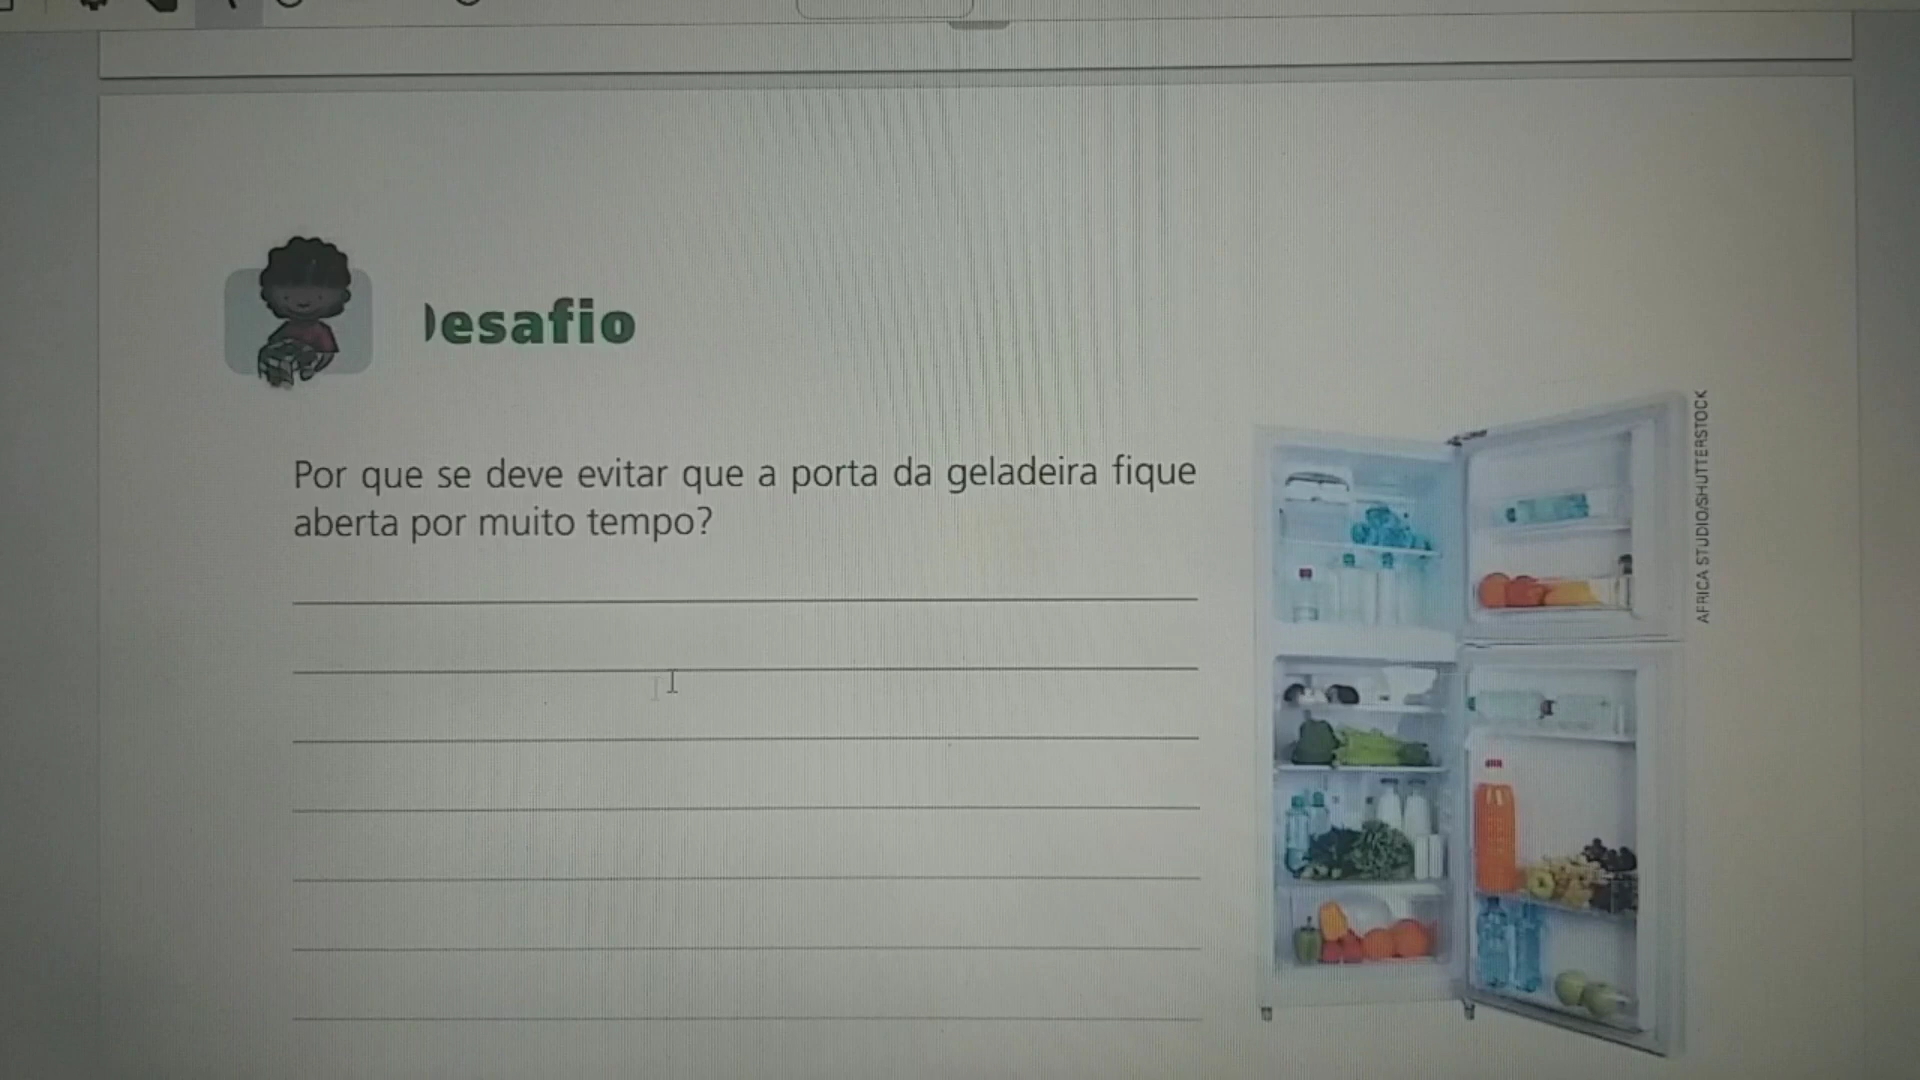 esafio
Por que se deve evitar que a porta da geladeira fique
aberta por muito tempo?
AFRICA STUDIO/SHUTTERSTOCK